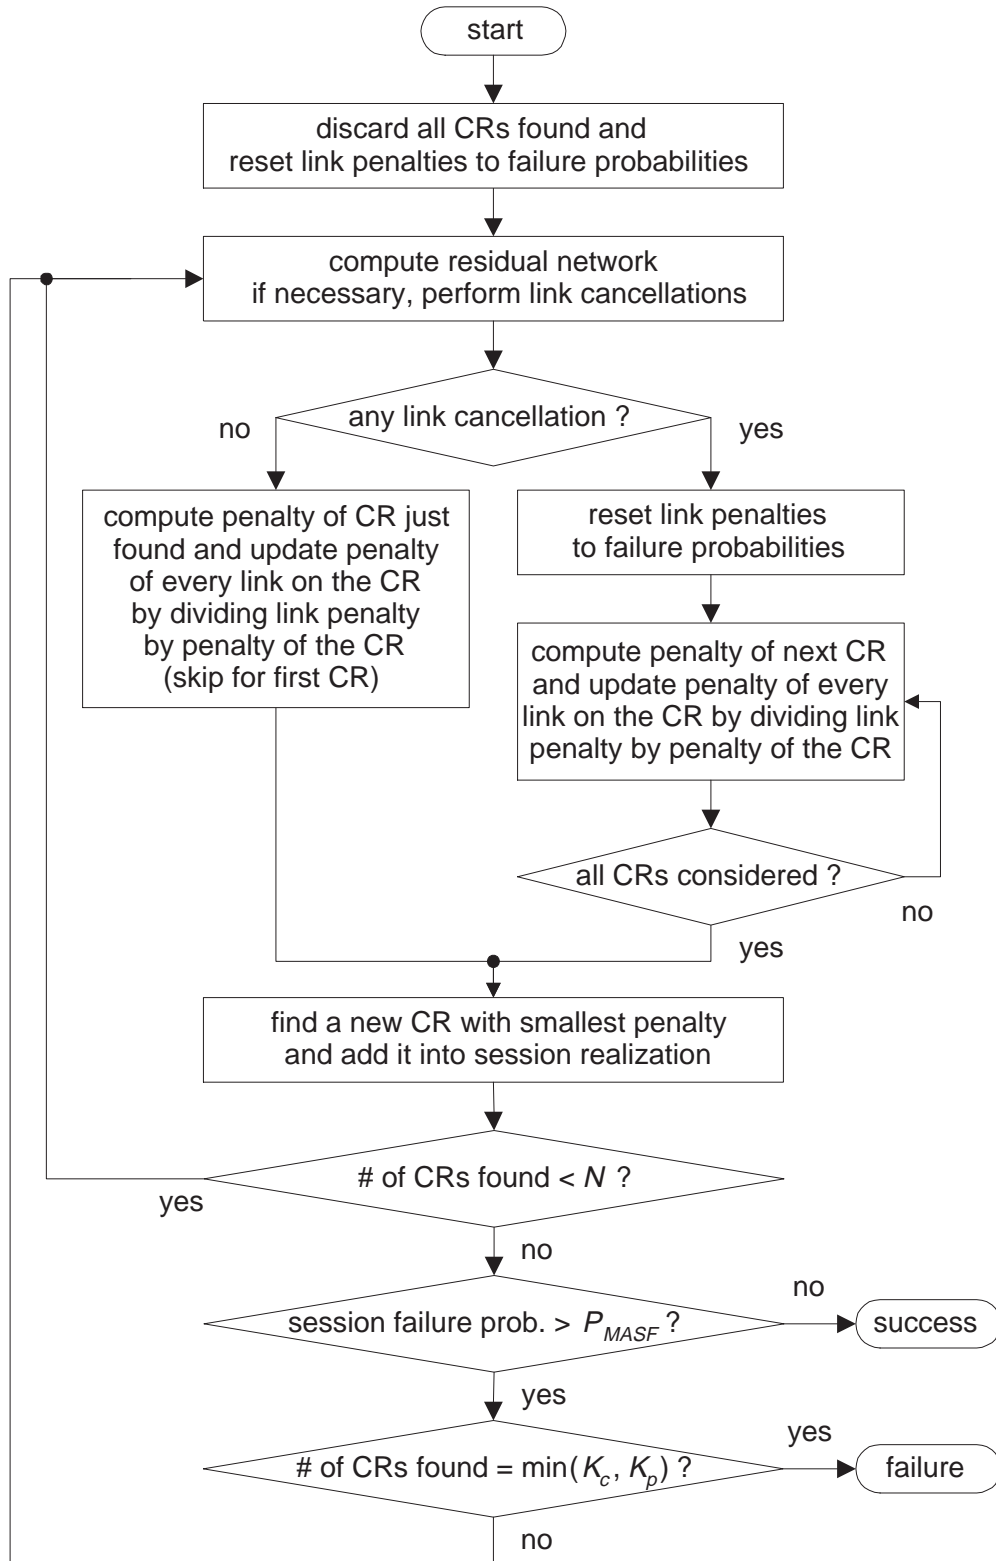 start
discard all CRs found and
reset link penalties to failure probabilities
compute residual network
if necessary, perform link cancellations
any link cancellation ?
no
yes
compute penalty of CR just
found and update penalty
of every link on the CR
by dividing link penalty
by penalty of the CR
(skip for first CR)
reset link penalties
to failure probabilities
compute penalty of next CR
and update penalty of every
link on the CR by dividing link
penalty by penalty of the CR
all CRs considered ?
no
yes
find a new CR with smallest penalty
and add it into session realization
# of CRs found < N ?
yes
no
session failure prob. > P_MASF ?
no
success
yes
# of CRs found = min(K_c, K_p) ?
yes
failure
no